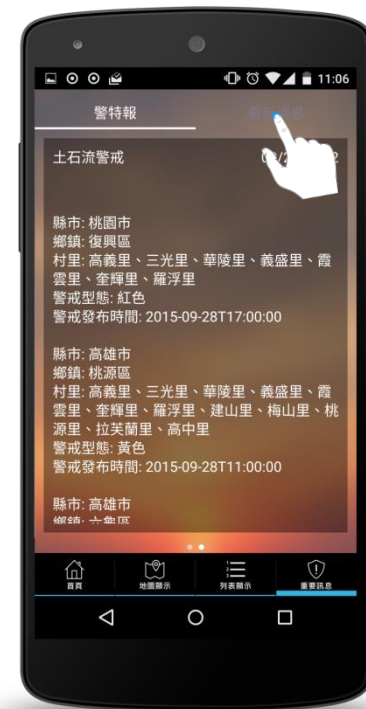 11:06
警特報
土石流警戒
縣市: 桃園市
鄉鎮: 復興區
村里: 高義里、三光里、華陵里、義盛里、霞
雲里、奎輝里、羅浮里
警戒型態: 紅色
警戒發布時間: 2015-09-28T17:00:00
縣市: 高雄市
鄉鎮: 桃源區
村里: 高義里、三光里、華陵里、義盛里、霞
雲里、奎輝里、羅浮里、建山里、梅山里、桃
源里、拉芙蘭里、高中里
警戒型態: 黃色
警戒發布時間: 2015-09-28T11:00:00
縣市: 高雄市
首頁 地圖顯示 列表顯示 重要訊息